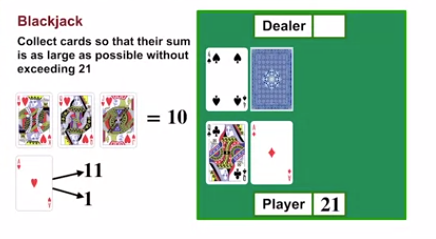 Blackjack
Collect cards so that their sum
is as large as possible without
exceeding 21
= 10
11
1
Dealer
Player 21